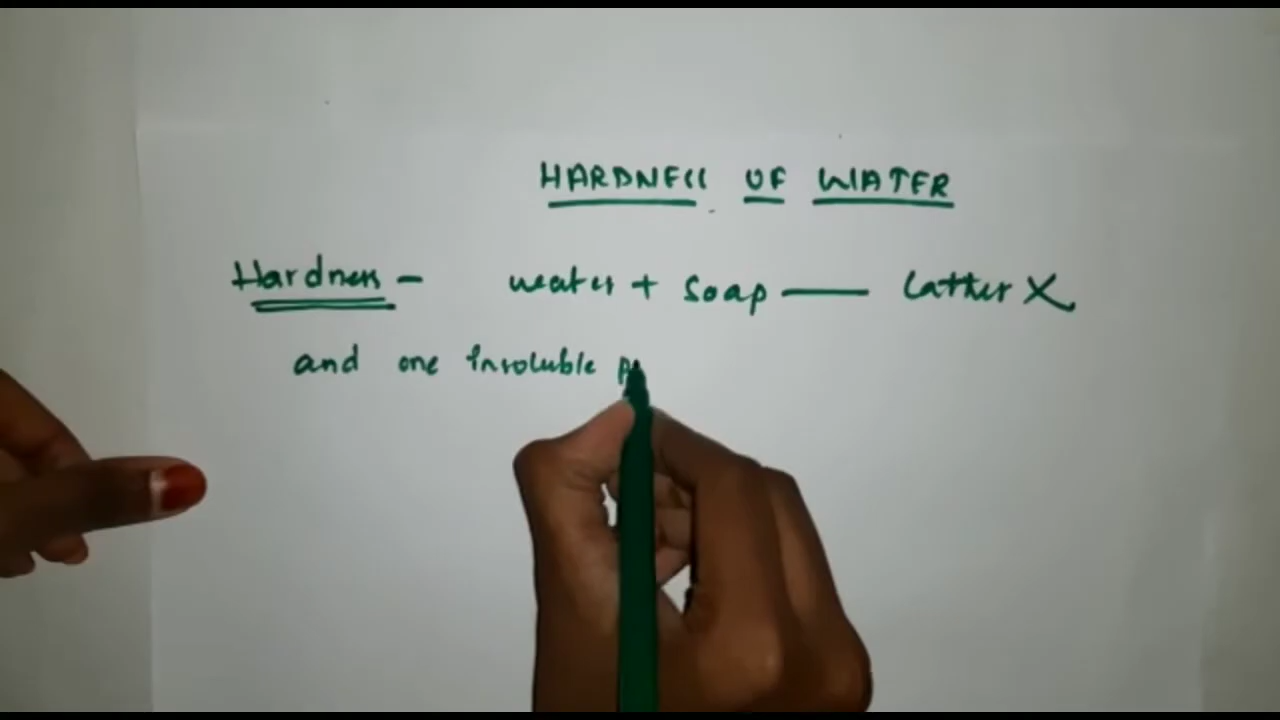 HARDNESS OF WATER
Hardness - water + Soap — Lather X
and one Insoluble